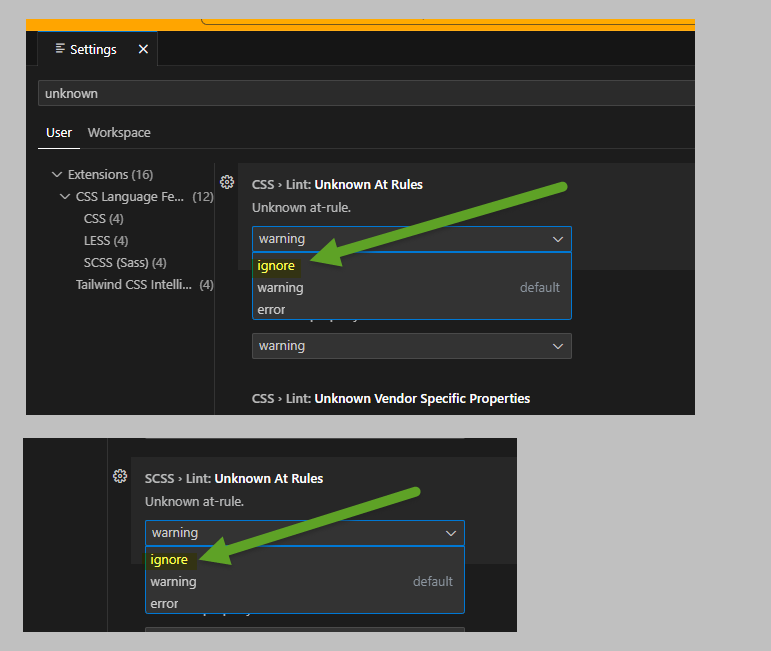 Settings
unknown
User Workspace
Extensions (16)
CSS Language Fe... (12)
CSS (4)
LESS (4)
SCSS (Sass) (4)
Tailwind CSS Intelli... (4)
CSS › Lint: Unknown At Rules
Unknown at-rule.
warning
ignore
warning default
error
warning
CSS › Lint: Unknown Vendor Specific Properties
SCSS › Lint: Unknown At Rules
Unknown at-rule.
warning
ignore
warning default
error